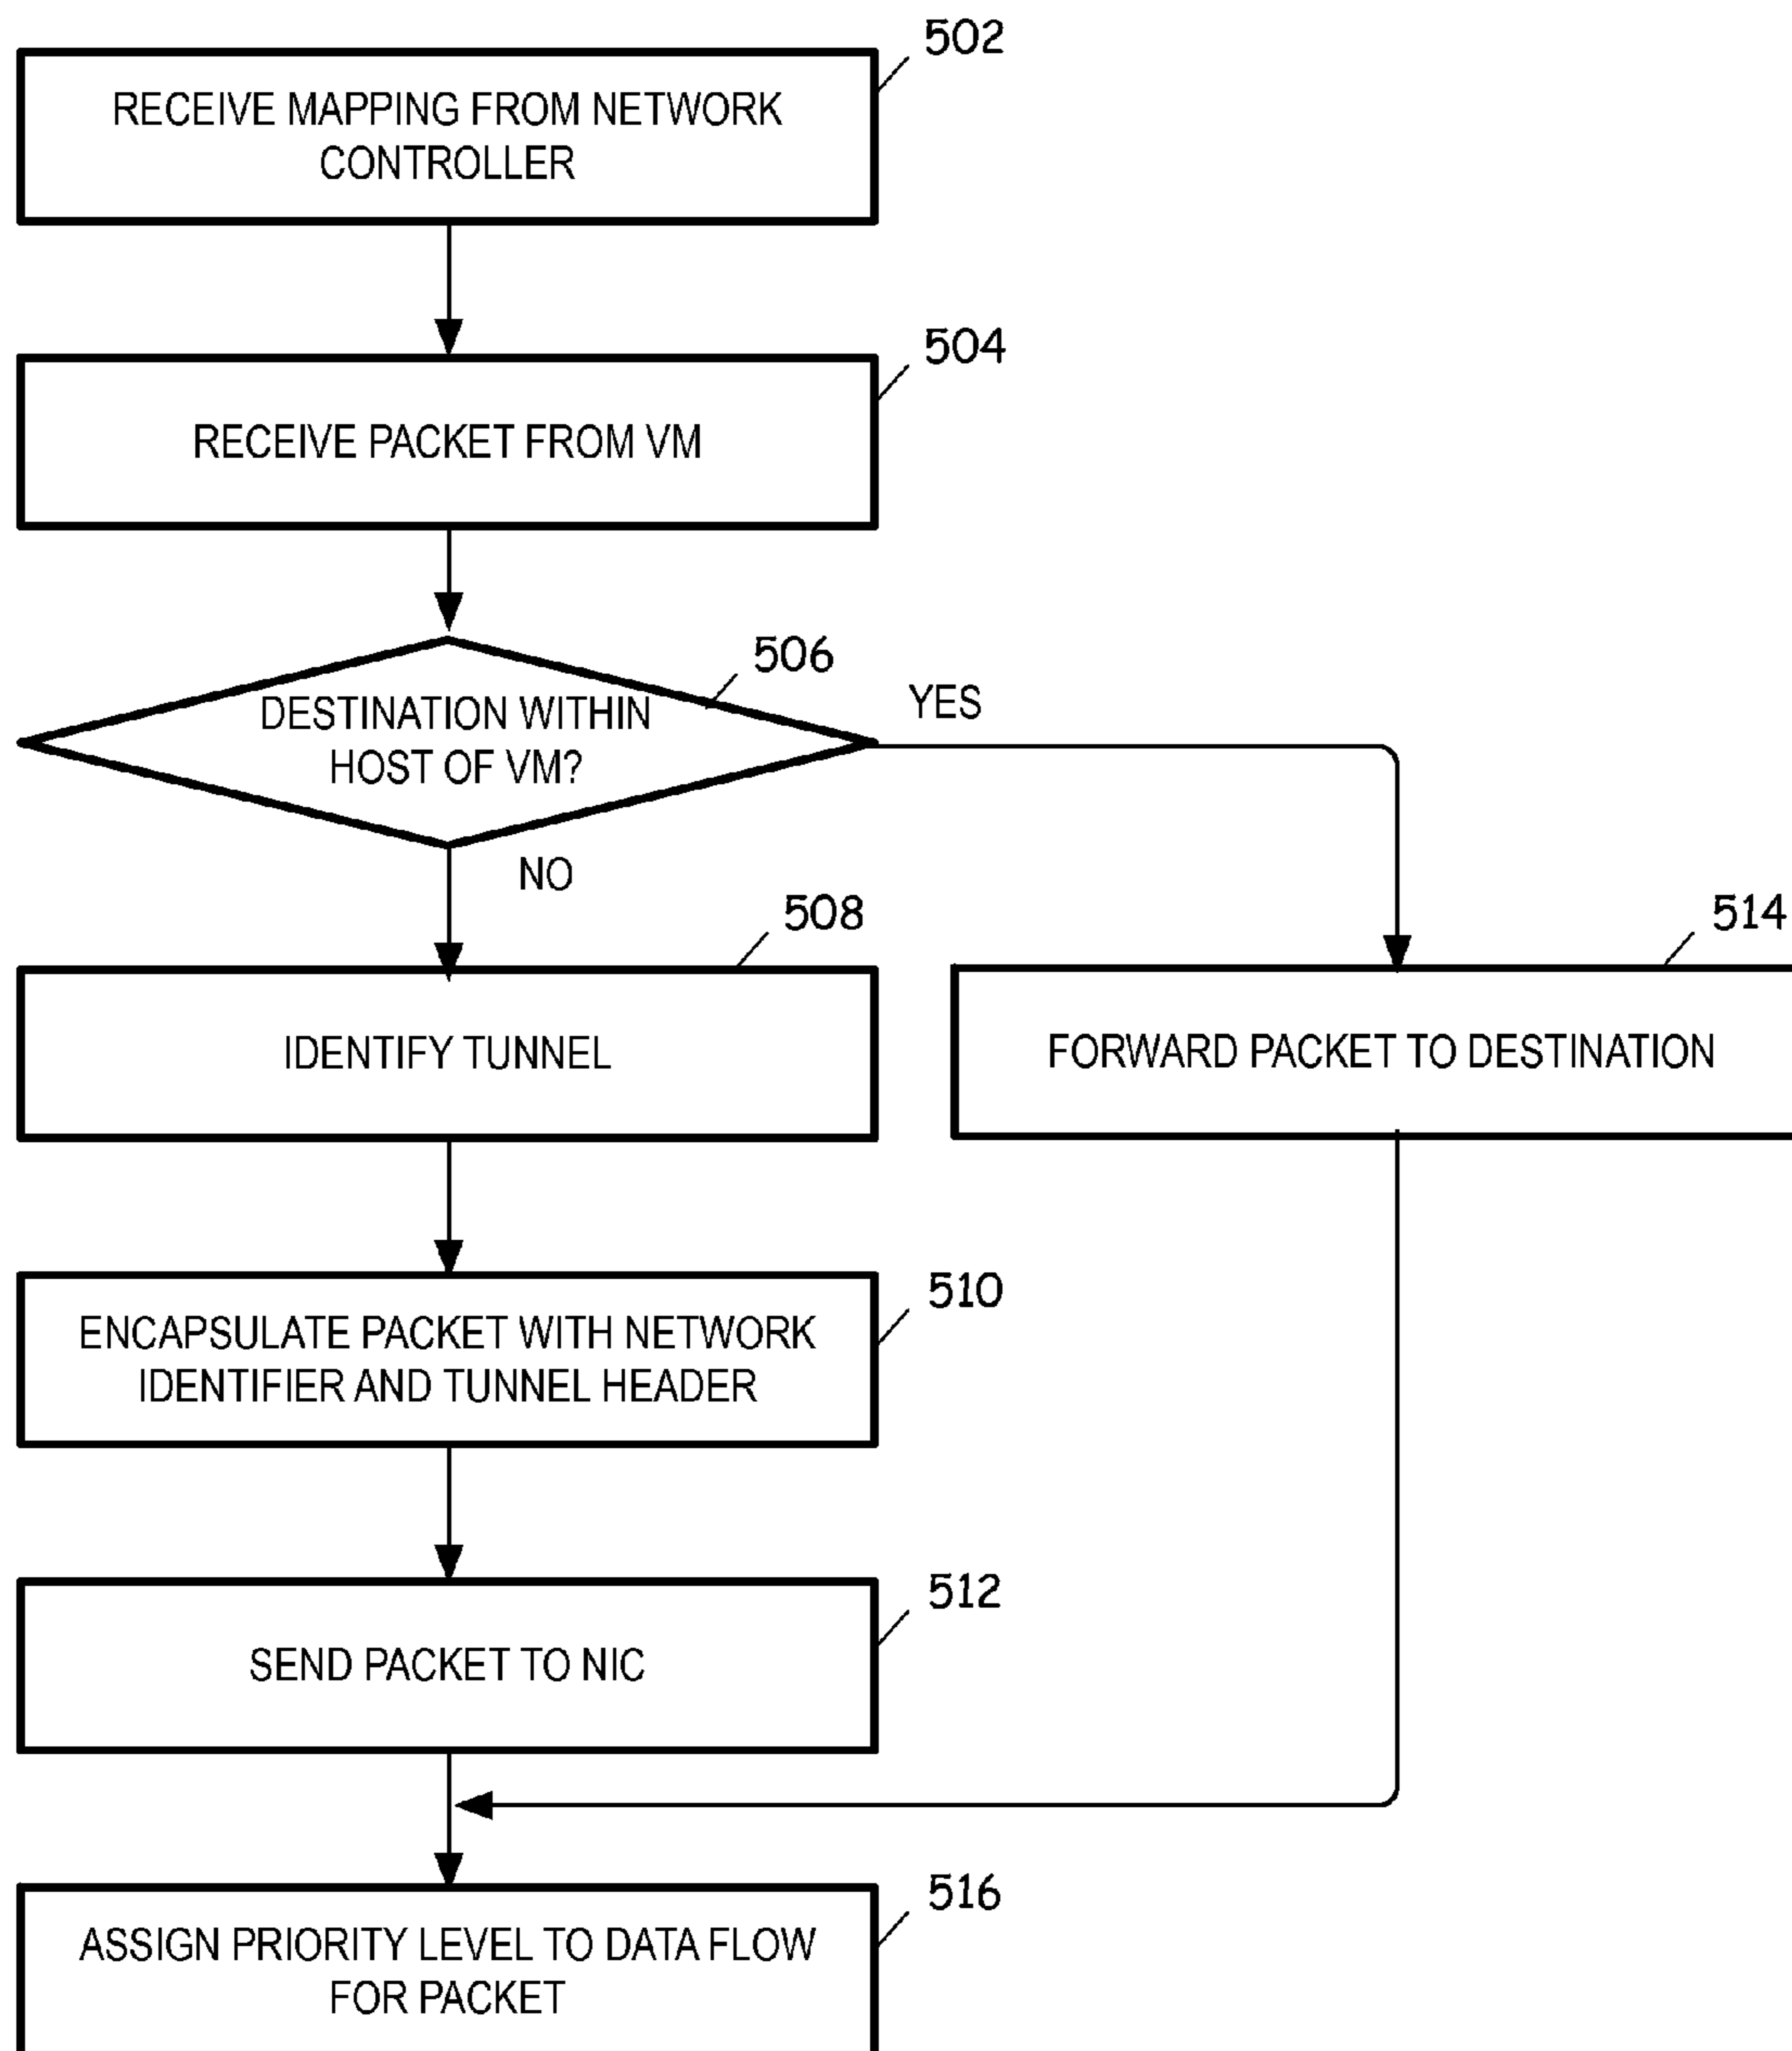 502
RECEIVE MAPPING FROM NETWORK
CONTROLLER
504
RECEIVE PACKET FROM VM
506
DESTINATION WITHIN
HOST OF VM?
YES
NO
508
IDENTIFY TUNNEL
514
FORWARD PACKET TO DESTINATION
510
ENCAPSULATE PACKET WITH NETWORK
IDENTIFIER AND TUNNEL HEADER
512
SEND PACKET TO NIC
516
ASSIGN PRIORITY LEVEL TO DATA FLOW
FOR PACKET